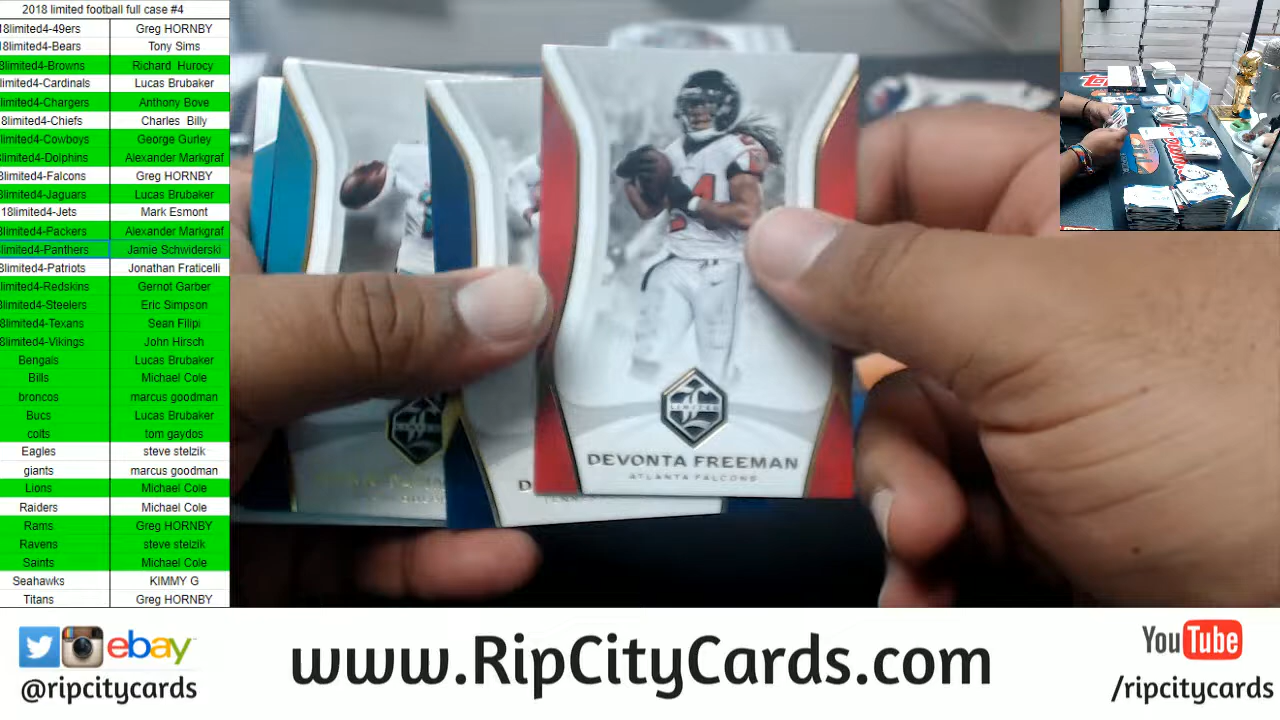 2018 limited football full case #4
18limited4-49ers Greg HORNBY
8limited4-Bears Tony Sims
8limited4-Browns Richard Hurocy
limited4-Cardinals Lucas Brubaker
limited4-Chargers Anthony Bove
8limited4-Chiefs Charles Billy
limited4-Cowboys George Gurley
limited4-Dolphins Alexander Markgraf
8limited4-Falcons Greg HORNBY
limited4-Jaguars Lucas Brubaker
18limited4-Jets Mark Esmont
limited4-Packers Alexander Markgraf
limited4-Panthers Jamie Schwiderski
8limited4-Patriots Jonathan Fraticelli
limited4-Redskins Gernot Garber
8limited4-Steelers Eric Simpson
8limited4-Texans Sean Filipi
8limited4-Vikings John Hirsch
Bengals Lucas Brubaker
Bills Michael Cole
broncos marcus goodman
Bucs Lucas Brubaker
colts tom gaydos
Eagles steve stelzik
giants marcus goodman
Lions Michael Cole
Raiders Michael Cole
Rams Greg HORNBY
Ravens steve stelzik
Saints Michael Cole
Seahawks KIMMY G
Titans Greg HORNBY
LIMITED
DEVONTA FREEMAN
ATLANTA FALCONS
ebay
@ripcitycards
www.RipCityCards.com
YouTube
/ripcitycards